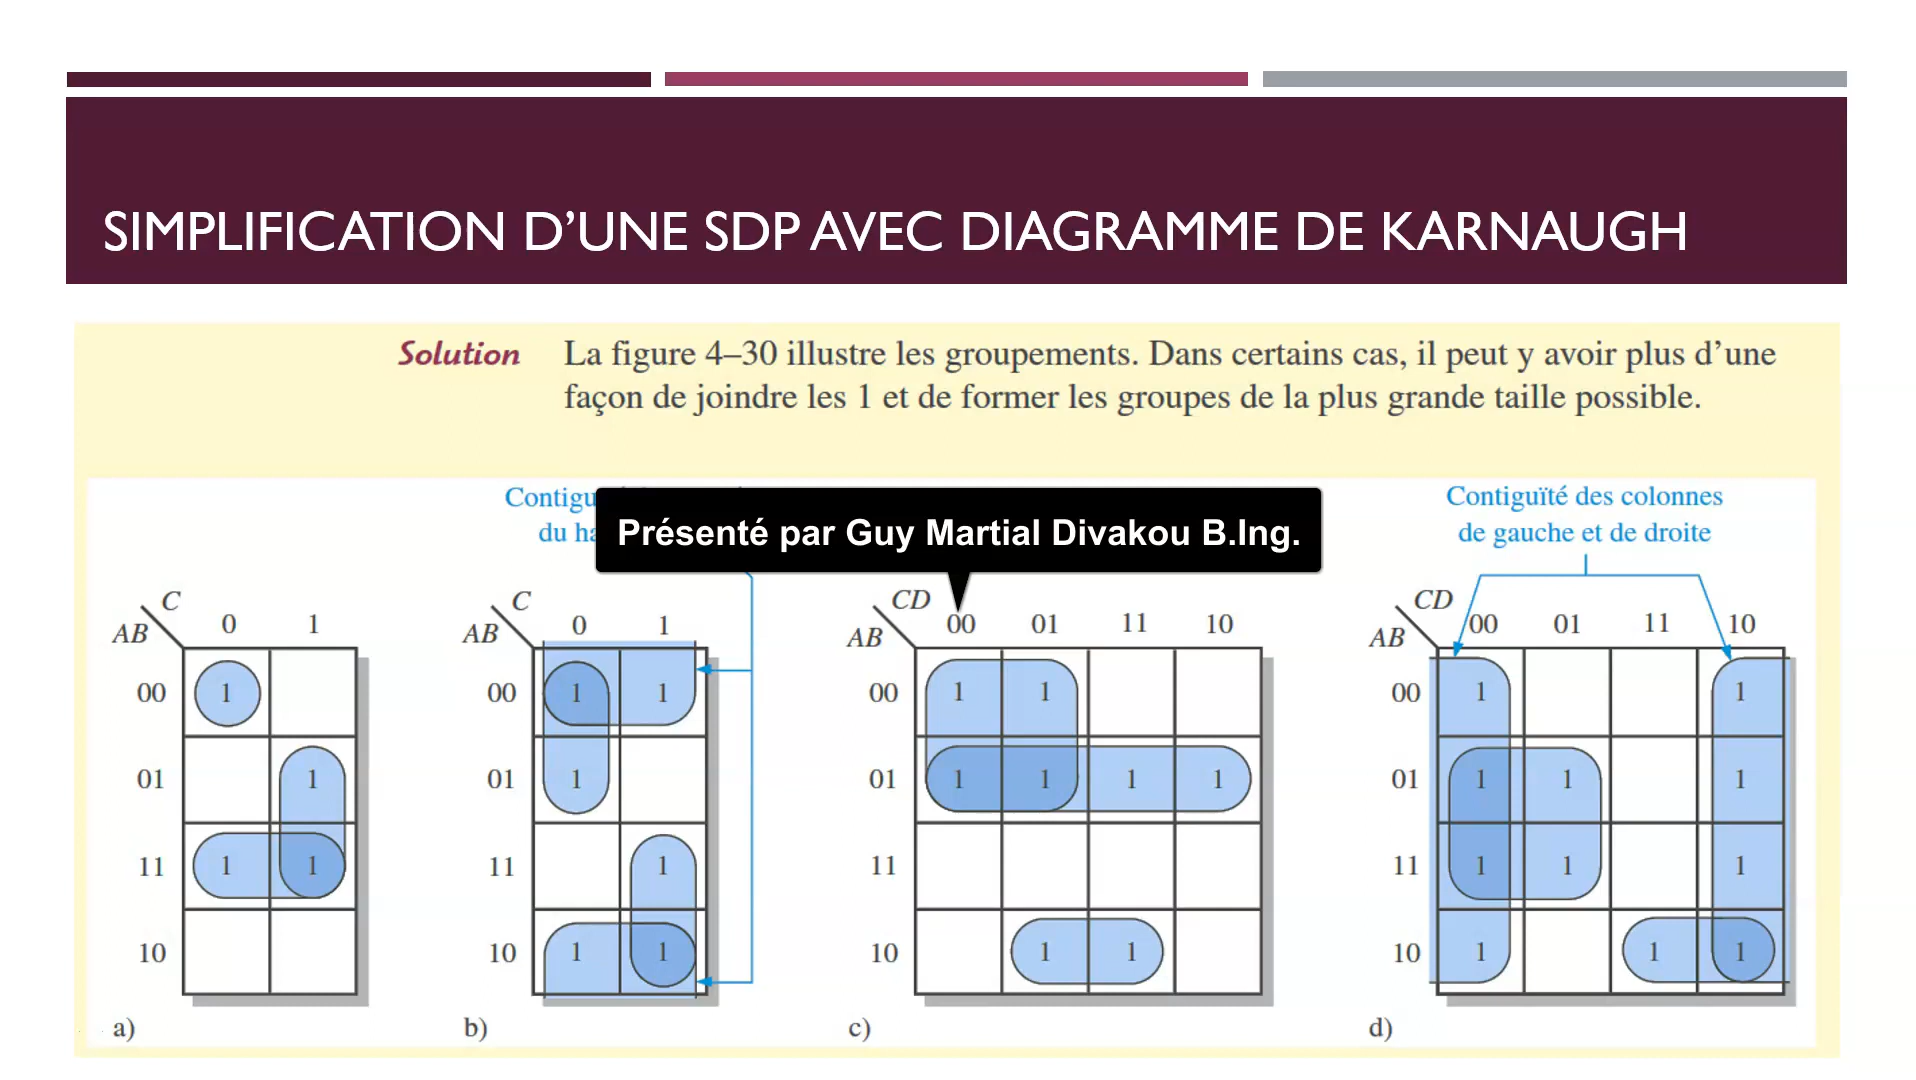 SIMPLIFICATION D'UNE SDP AVEC DIAGRAMME DE KARNAUGH
Solution La figure 4–30 illustre les groupements. Dans certains cas, il peut y avoir plus d'une
façon de joindre les 1 et de former les groupes de la plus grande taille possible.
Présenté par Guy Martial Divakou B.Ing.
du
Contiguïté des colonnes
de gauche et de droite
C
AB
0 1
00 1
01 1
11 1 1
10
a)
C
AB
0 1
00 1 1
01 1
11 1
10 1 1
b)
CD
AB
00 01 11 10
00 1 1
01 1 1 1 1
11
10 1 1
c)
CD
AB
00 01 11 10
00 1 1
01 1 1 1
11 1 1 1
10 1 1 1
d)